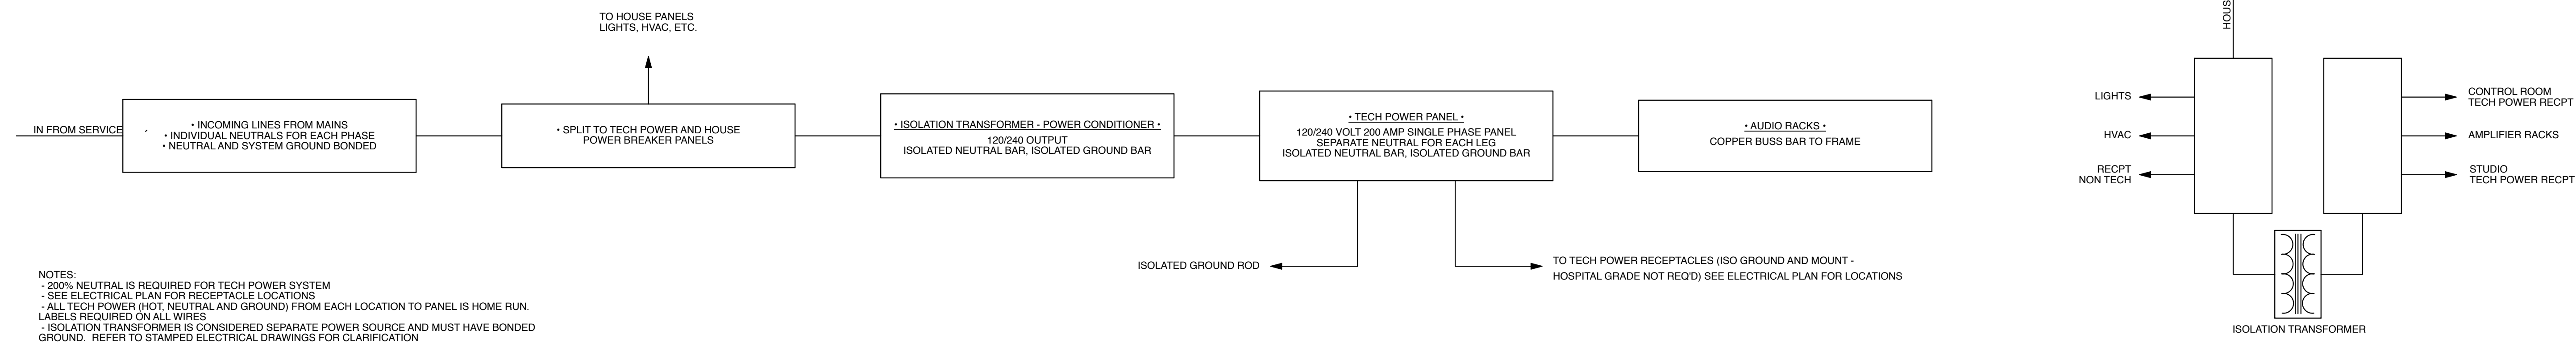 TO HOUSE PANELS
LIGHTS, HVAC, ETC.
IN FROM SERVICE
• INCOMING LINES FROM MAINS
• INDIVIDUAL NEUTRALS FOR EACH PHASE
• NEUTRAL AND SYSTEM GROUND BONDED
• SPLIT TO TECH POWER AND HOUSE
POWER BREAKER PANELS
• ISOLATION TRANSFORMER - POWER CONDITIONER •
120/240 OUTPUT
ISOLATED NEUTRAL BAR, ISOLATED GROUND BAR
• TECH POWER PANEL •
120/240 VOLT 200 AMP SINGLE PHASE PANEL
SEPARATE NEUTRAL FOR EACH LEG
ISOLATED NEUTRAL BAR, ISOLATED GROUND BAR
• AUDIO RACKS •
COPPER BUSS BAR TO FRAME
ISOLATED GROUND ROD
TO TECH POWER RECEPTACLES (ISO GROUND AND MOUNT -
HOSPITAL GRADE NOT REQ'D) SEE ELECTRICAL PLAN FOR LOCATIONS
NOTES:
- 200% NEUTRAL IS REQUIRED FOR TECH POWER SYSTEM
- SEE ELECTRICAL PLAN FOR RECEPTACLE LOCATIONS
- ALL TECH POWER (HOT, NEUTRAL AND GROUND) FROM EACH LOCATION TO PANEL IS HOME RUN.
LABELS REQUIRED ON ALL WIRES
- ISOLATION TRANSFORMER IS CONSIDERED SEPARATE POWER SOURCE AND MUST HAVE BONDED
GROUND. REFER TO STAMPED ELECTRICAL DRAWINGS FOR CLARIFICATION
HOUS
LIGHTS
HVAC
RECPT
NON TECH
CONTROL ROOM
TECH POWER RECPT
AMPLIFIER RACKS
STUDIO
TECH POWER RECPT
ISOLATION TRANSFORMER